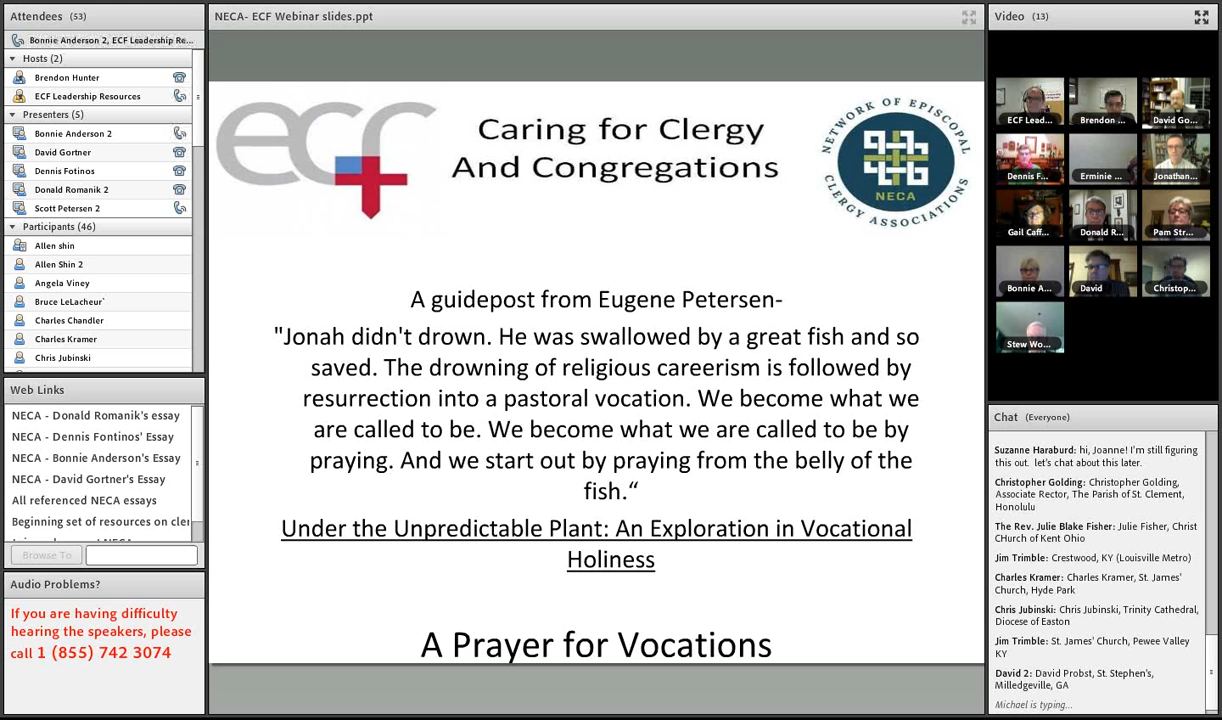 Attendees (53)
Bonnie Anderson 2, ECF Leadership Re...
Hosts (2)
Brendon Hunter
ECF Leadership Resources
Presenters (5)
Bonnie Anderson 2
David Gortner
Dennis Fotinos
Donald Romanik 2
Scott Petersen 2
Participants (46)
Allen shin
Allen Shin 2
Angela Viney
Bruce LeLacheur`
Charles Chandler
Charles Kramer
Chris Jubinski
Web Links
NECA - Donald Romanik's essay
NECA - Dennis Fontinos' Essay
NECA - Bonnie Anderson's Essay
NECA - David Gortner's Essay
All referenced NECA essays
Beginning set of resources on cler
Browse To
Audio Problems?
If you are having difficulty
hearing the speakers, please
call 1 (855) 742 3074
NECA- ECF Webinar slides.ppt
ecf
Caring for Clergy
And Congregations
NETWORK OF EPISCOPAL
CLERGY ASSOCIATIONS
NECA
A guidepost from Eugene Petersen-
"Jonah didn't drown. He was swallowed by a great fish and so
saved. The drowning of religious careerism is followed by
resurrection into a pastoral vocation. We become what we
are called to be. We become what we are called to be by
praying. And we start out by praying from the belly of the
fish.“
Under the Unpredictable Plant: An Exploration in Vocational
Holiness
A Prayer for Vocations
Video (13)
ECF Lead...
Brendon ...
David Go...
Dennis F...
Erminie ...
Jonathan...
Gail Caff...
Donald R...
Pam Str...
Bonnie A...
David
Christop...
Stew Wo...
Chat (Everyone)
Suzanne Haraburd: hi, Joanne! I'm still figuring
this out. let's chat about this later.
Christopher Golding: Christopher Golding,
Associate Rector, The Parish of St. Clement,
Honolulu
The Rev. Julie Blake Fisher: Julie Fisher, Christ
CHurch of Kent Ohio
Jim Trimble: Crestwood, KY (Louisville Metro)
Charles Kramer: Charles Kramer, St. James'
Church, Hyde Park
Chris Jubinski: Chris Jubinski, Trinity Cathedral,
Diocese of Easton
Jim Trimble: St. James' Church, Pewee Valley
KY
David 2: David Probst, St. Stephen's,
Milledgeville, GA
Michael is typing...